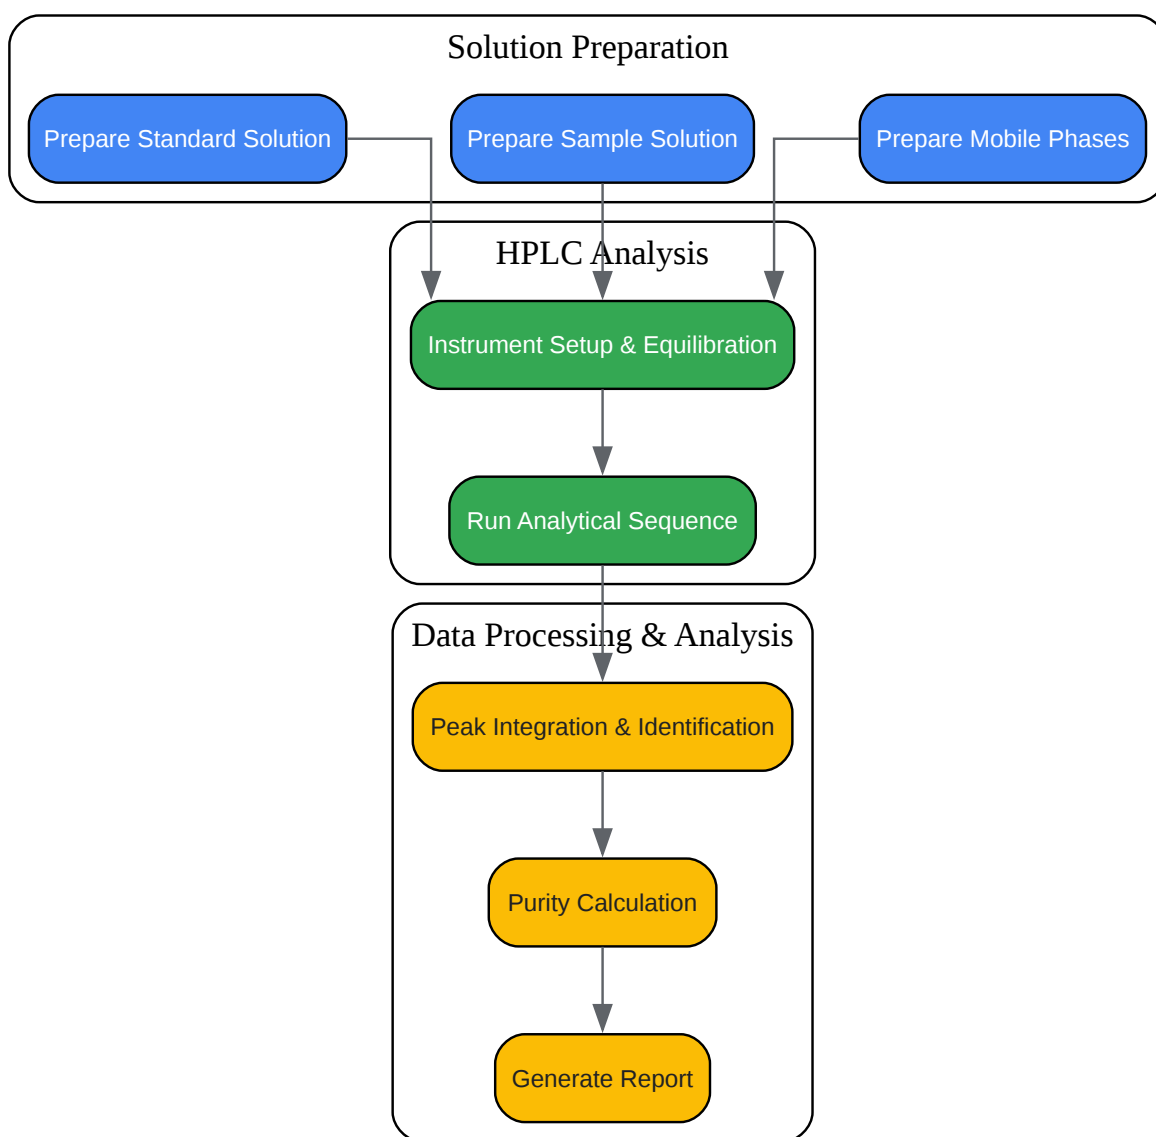 Solution Preparation
Prepare Standard Solution
Prepare Sample Solution
Prepare Mobile Phases
HPLC Analysis
Instrument Setup & Equilibration
Run Analytical Sequence
Data Processing & Analysis
Peak Integration & Identification
Purity Calculation
Generate Report